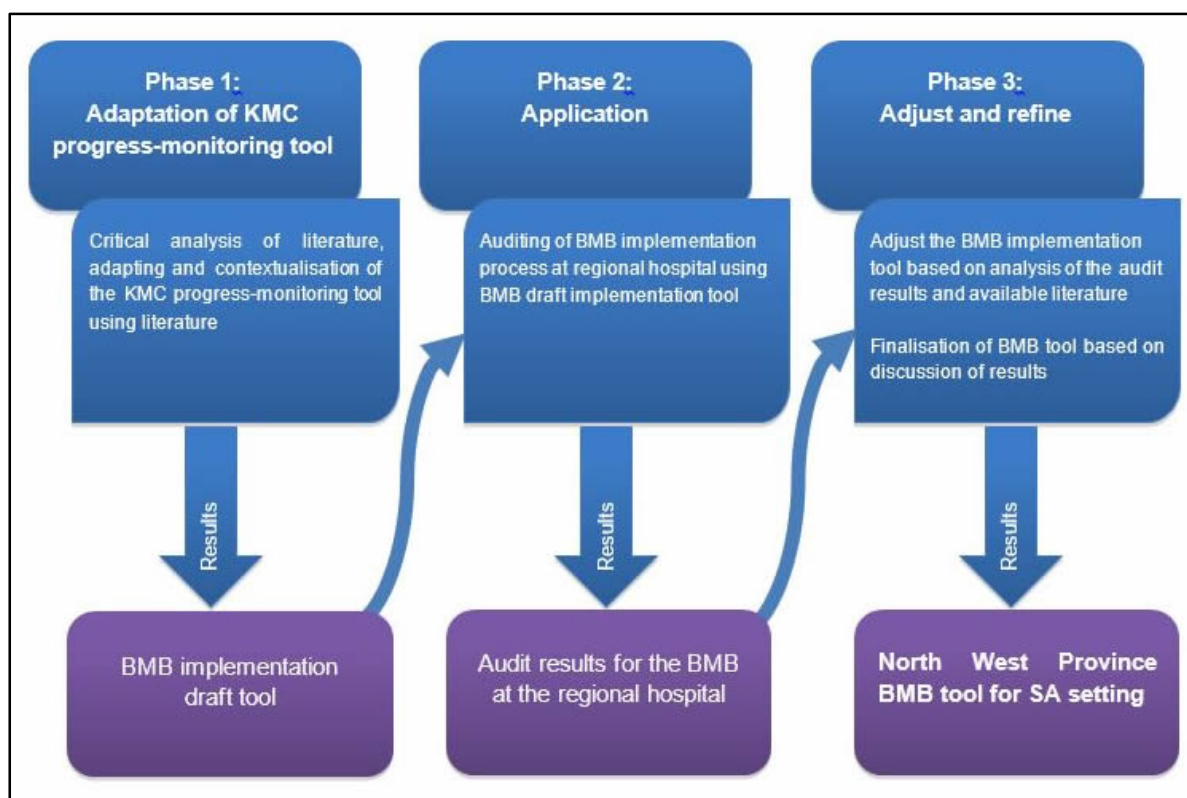 Phase 1:
Adaptation of KMC
progress-monitoring tool
Critical analysis of literature,
adapting and contextualisation of
the KMC progress-monitoring tool
using literature
Results
BMB implementation
draft tool
Phase 2:
Application
Auditing of BMB implementation
process at regional hospital using
BMB draft implementation tool
Results
Audit results for the BMB
at the regional hospital
Phase 3:
Adjust and refine
Adjust the BMB implementation
tool based on analysis of the audit
results and available literature
Finalisation of BMB tool based on
discussion of results
Results
North West Province
BMB tool for SA setting